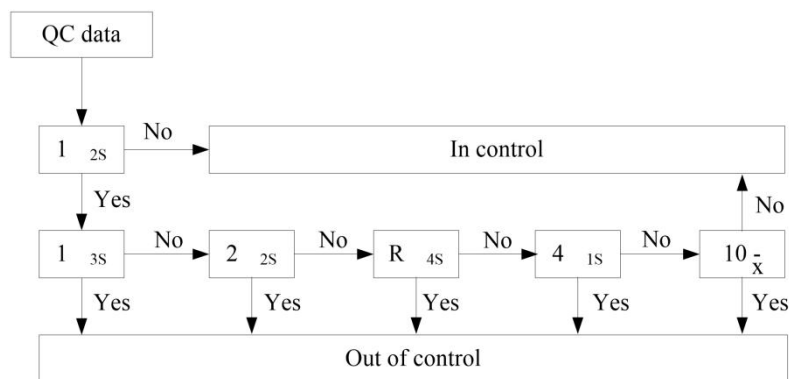 QC data
1 2S
No
In control
Yes
No
1 3S
No
2 2S
No
R 4S
No
4 1S
No
10 x̄
Yes
Yes
Yes
Yes
Yes
Out of control